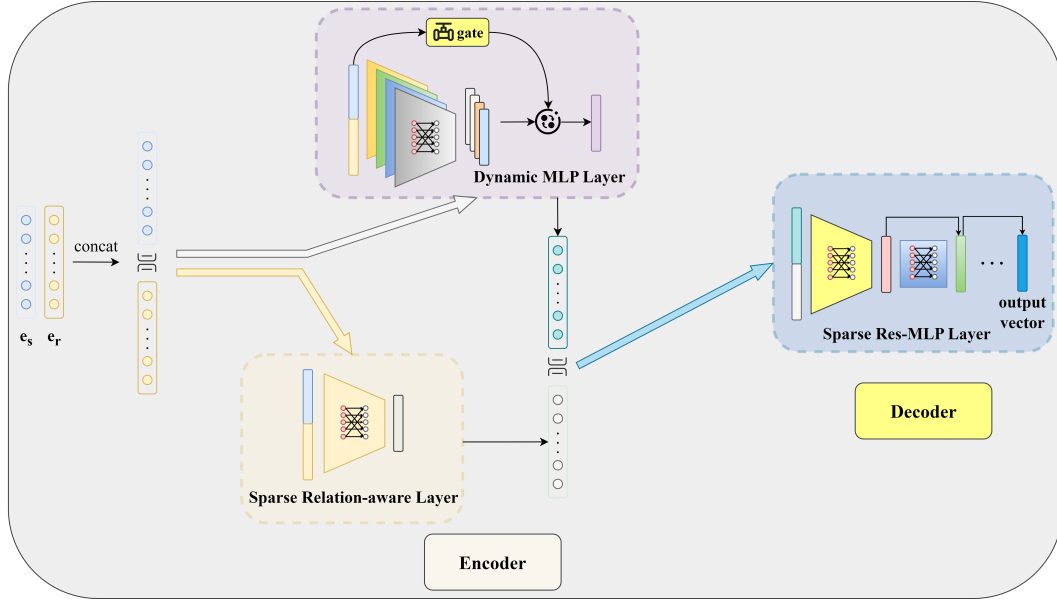 gate
Dynamic MLP Layer
concat
e_s e_r
output
vector
Sparse Res-MLP Layer
Decoder
Sparse Relation-aware Layer
Encoder